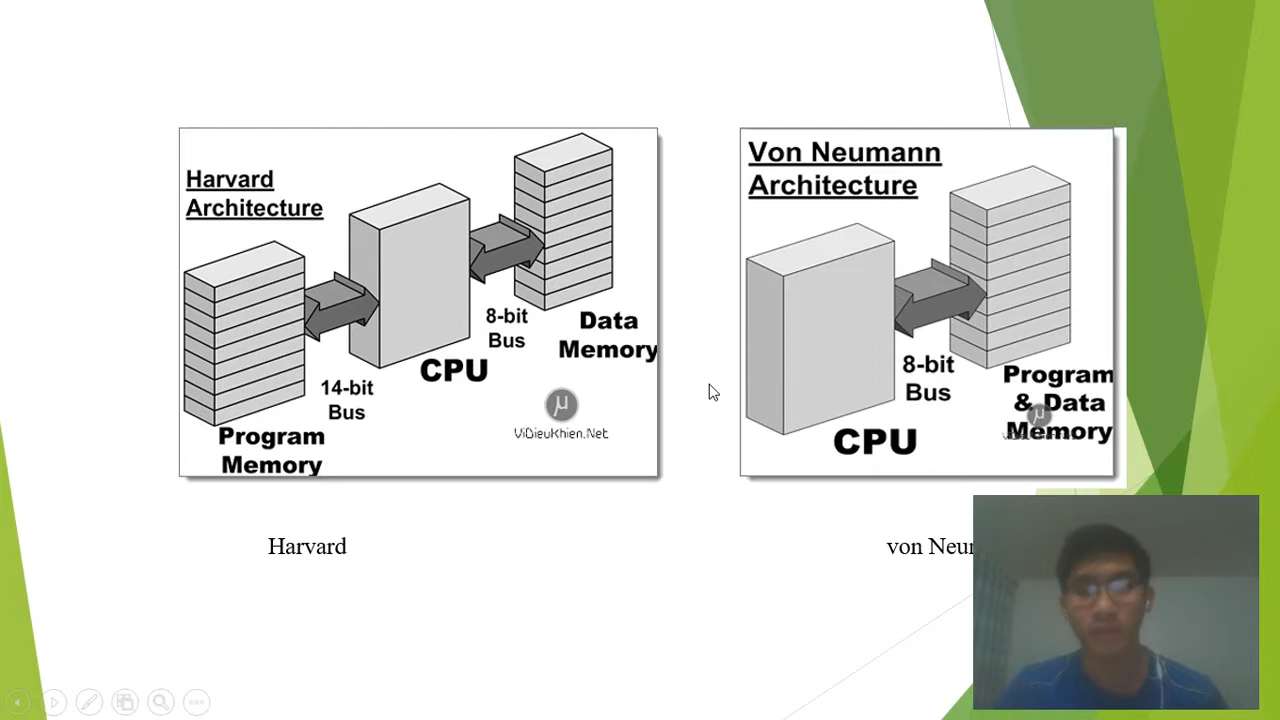 Harvard
Architecture
14-bit
Bus
8-bit
Bus
Program
Memory
CPU
Data
Memory
µ
ViDieuKhien.Net
Von Neumann
Architecture
8-bit
Bus
CPU
Program
& Data
Memory
µ
Harvard
von Neu